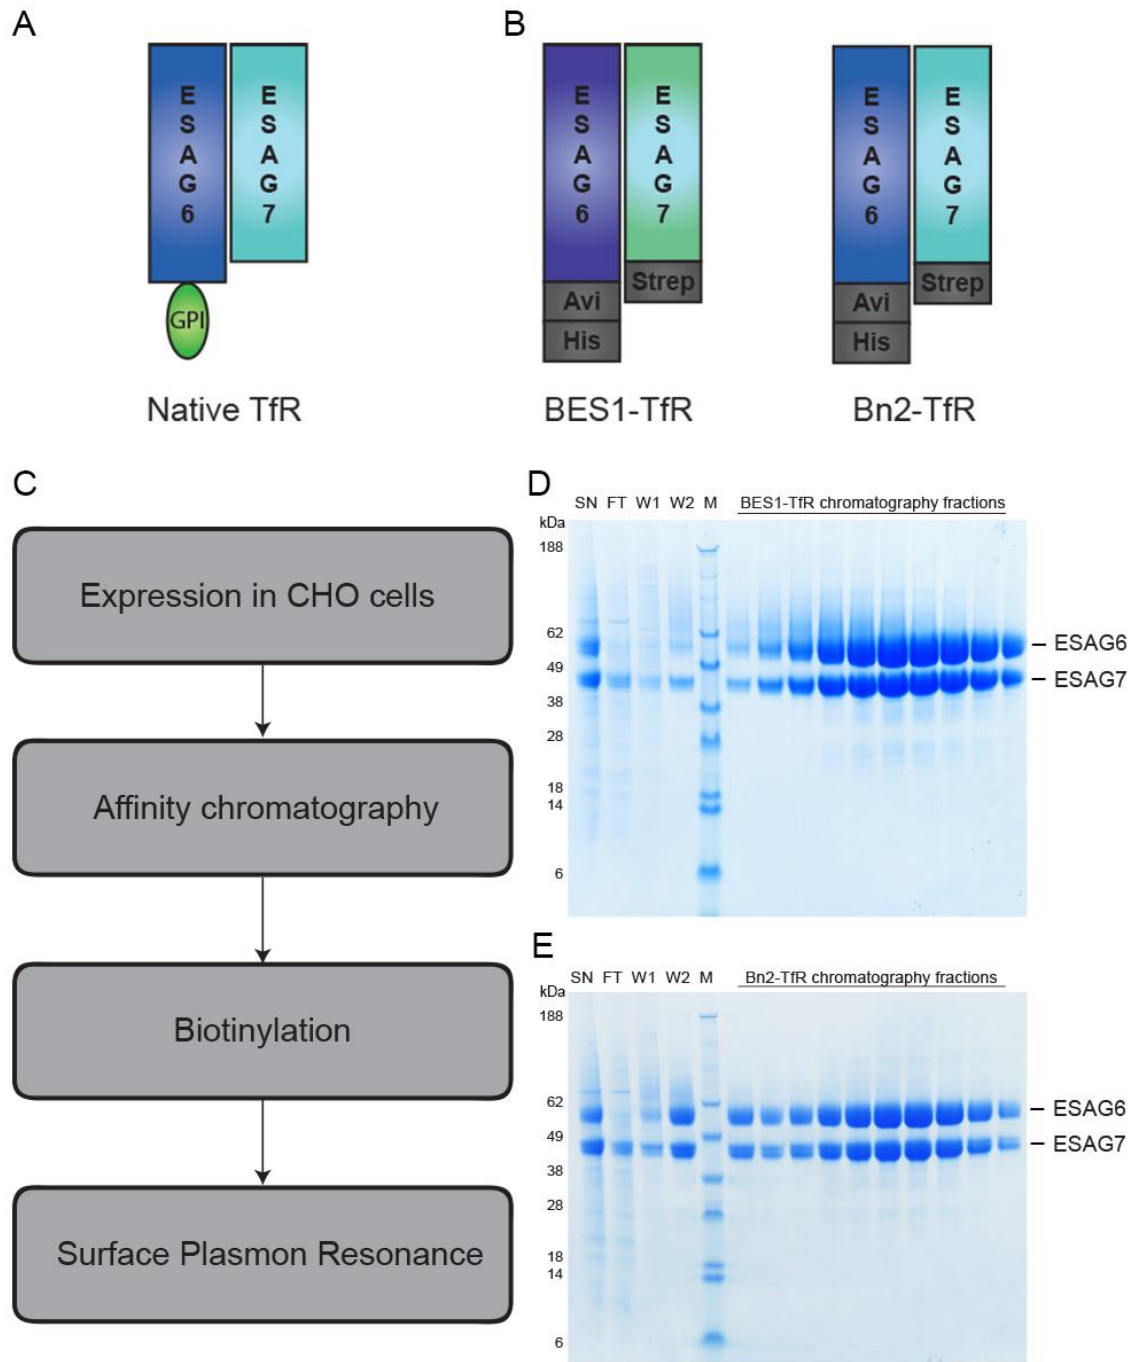 A
B
E
S
A
G
6
E
S
A
G
7
GPI
Native TfR
E
S
A
G
6
E
S
A
G
7
Avi
His
Strep
BES1-TfR
E
S
A
G
6
E
S
A
G
7
Avi
His
Strep
Bn2-TfR
C
Expression in CHO cells
Affinity chromatography
Biotinylation
Surface Plasmon Resonance
D
SN FT W1 W2 M BES1-TfR chromatography fractions
kDa
188
62
49
38
28
18
14
6
ESAG6
ESAG7
E
SN FT W1 W2 M Bn2-TfR chromatography fractions
kDa
188
62
49
38
28
18
14
6
ESAG6
ESAG7